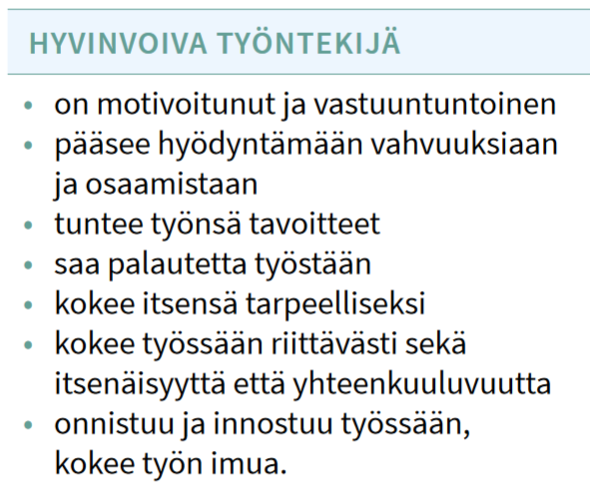 HYVINVOIVA TYÖNTEKIJÄ
• on motivoitunut ja vastuuntuntoinen
• pääsee hyödyntämään vahvuuksiaan
ja osaamistaan
• tuntee työnsä tavoitteet
• saa palautetta työstään
• kokee itsensä tarpeelliseksi
• kokee työssään riittävästi sekä
itsenäisyyttä että yhteenkuuluvuutta
• onnistuu ja innostuu työssään,
kokee työn imua.